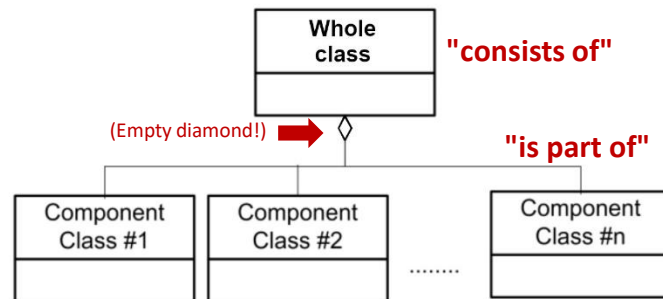 Whole
class
"consists of"
(Empty diamond!)
"is part of"
Component
Class #1
Component
Class #2
........
Component
Class #n